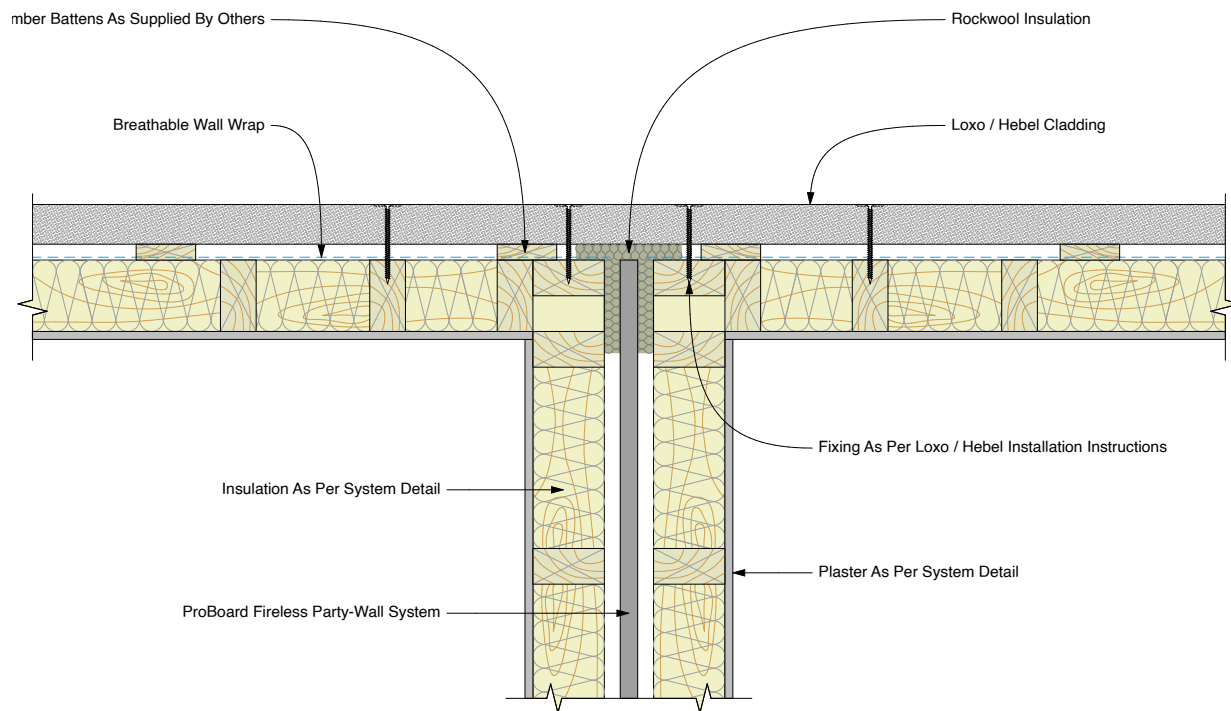 mber Battens As Supplied By Others
Rockwool Insulation
Breathable Wall Wrap
Loxo / Hebel Cladding
Fixing As Per Loxo / Hebel Installation Instructions
Insulation As Per System Detail
Plaster As Per System Detail
ProBoard Fireless Party-Wall System